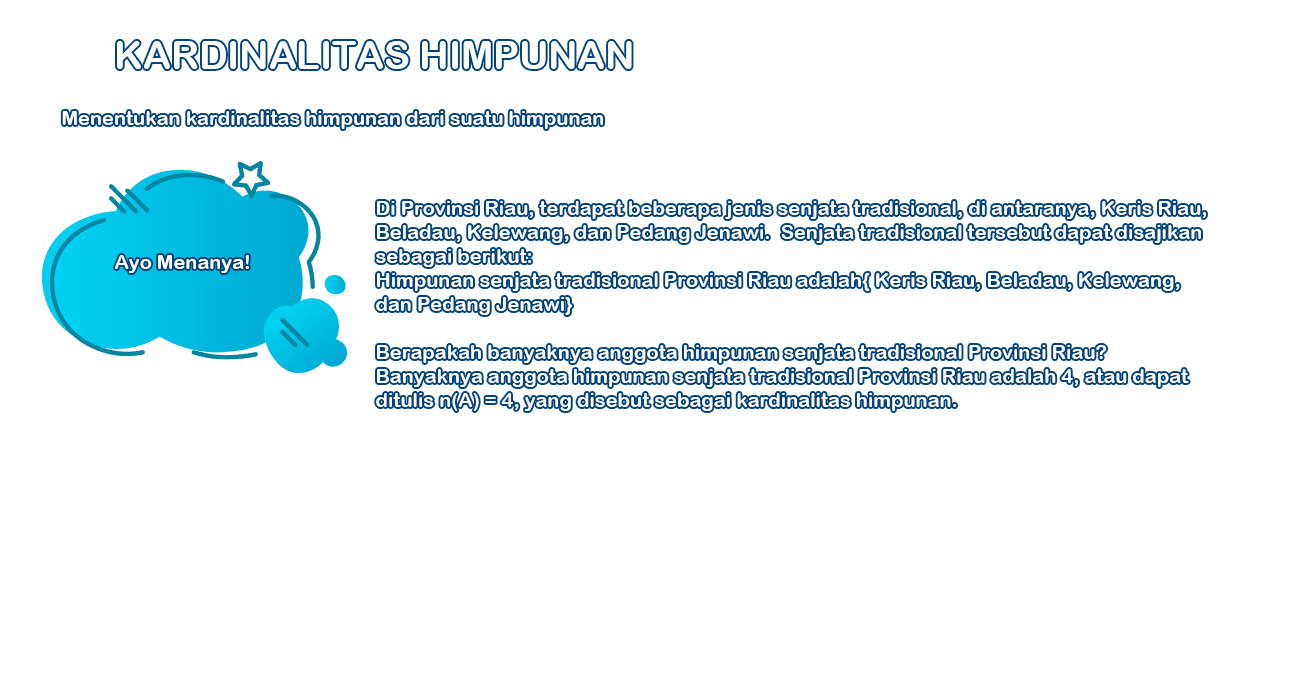 KARDINALITAS HIMPUNAN
Menentukan kardinalitas himpunan dari suatu himpunan
Ayo Menanya!
Di Provinsi Riau, terdapat beberapa jenis senjata tradisional, di antaranya, Keris Riau,
Beladau, Kelewang, dan Pedang Jenawi.  Senjata tradisional tersebut dapat disajikan
sebagai berikut:
Himpunan senjata tradisional Provinsi Riau adalah{ Keris Riau, Beladau, Kelewang,
dan Pedang Jenawi}
Berapakah banyaknya anggota himpunan senjata tradisional Provinsi Riau?
Banyaknya anggota himpunan senjata tradisional Provinsi Riau adalah 4, atau dapat
ditulis n(A) = 4, yang disebut sebagai kardinalitas himpunan.